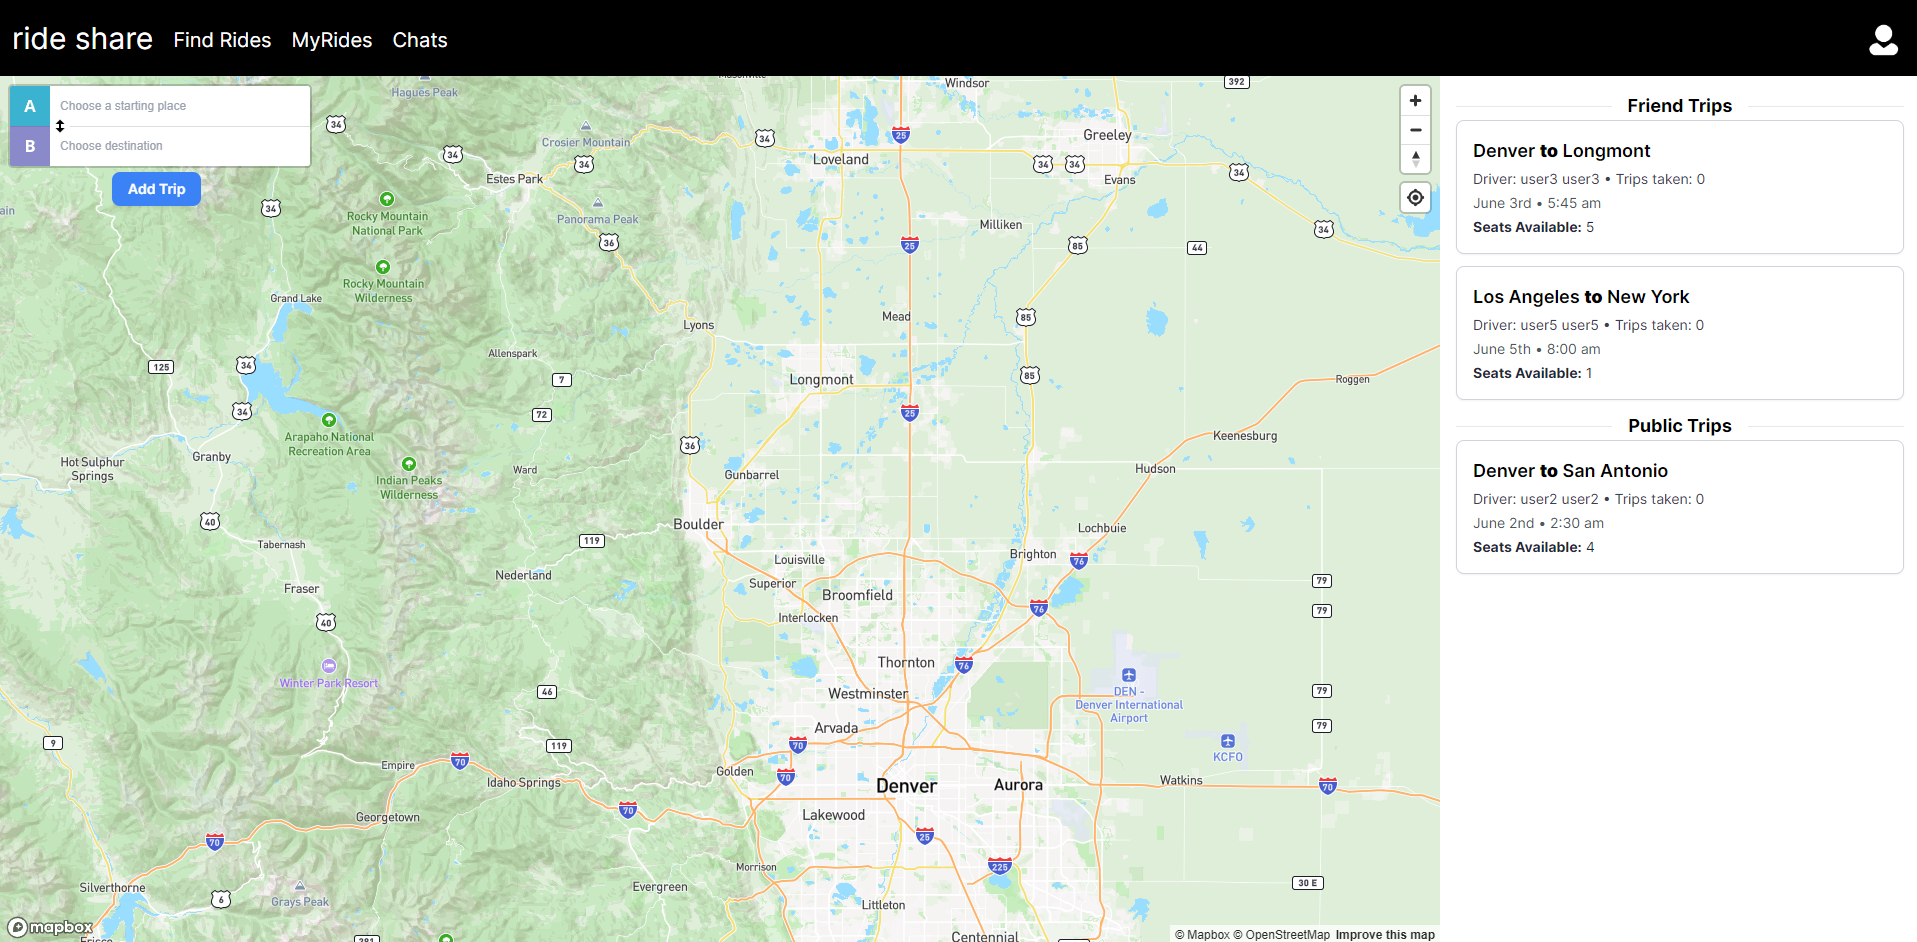 ride share
Find Rides
MyRides
Chats
A
Choose a starting place
B
Choose destination
Add Trip
Friend Trips
Denver to Longmont
Driver: user3 user3 • Trips taken: 0
June 3rd • 5:45 am
Seats Available: 5
Los Angeles to New York
Driver: user5 user5 • Trips taken: 0
June 5th • 8:00 am
Seats Available: 1
Public Trips
Denver to San Antonio
Driver: user2 user2 • Trips taken: 0
June 2nd • 2:30 am
Seats Available: 4
Windsor
392
Hagues Peak
34
Crosier Mountain
34
34
34
25
Loveland
Greeley
34
34
Evans
34
Estes Park
34
Rocky Mountain
National Park
Panorama Peak
36
Milliken
25
85
44
34
Rocky Mountain
Wilderness
Grand Lake
Lyons
Mead
85
Allenspark
125
34
7
Longmont
85
Roggen
34
72
25
Arapaho National
Recreation Area
36
Keenesburg
Hot Sulphur
Springs
Granby
Indian Peaks
Wilderness
Ward
Gunbarrel
Hudson
40
Boulder
Lochbuie
Tabernash
119
Louisville
Brighton
76
Fraser
Nederland
Superior
Broomfield
76
79
79
40
Interlocken
Thornton
76
Winter Park Resort
46
Westminster
DEN -
Denver International
Airport
79
79
9
119
Arvada
70
KCFO
Empire
70
Idaho Springs
Golden
70
Denver
Aurora
Watkins
70
Georgetown
70
Lakewood
25
70
Morrison
225
Silverthorne
6
Grays Peak
Evergreen
Littleton
30 E
Centennial
mapbox
© Mapbox © OpenStreetMap Improve this map